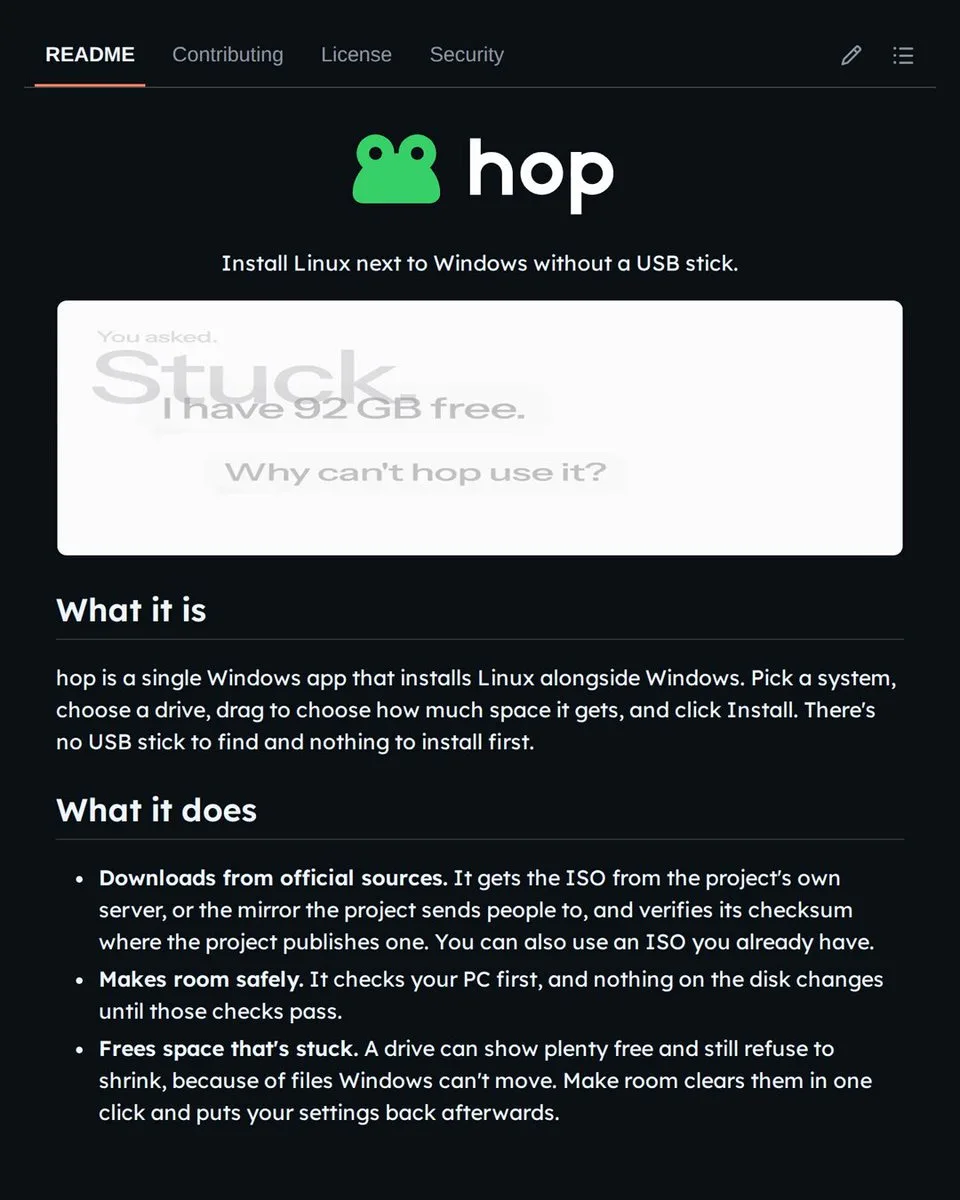 README Contributing License Security
hop
Install Linux next to Windows without a USB stick.
You asked.
Stuck.
I have 92 GB free.
Why can't hop use it?
What it is
hop is a single Windows app that installs Linux alongside Windows. Pick a system,
choose a drive, drag to choose how much space it gets, and click Install. There's
no USB stick to find and nothing to install first.
What it does
• Downloads from official sources. It gets the ISO from the project's own
server, or the mirror the project sends people to, and verifies its checksum
where the project publishes one. You can also use an ISO you already have.
• Makes room safely. It checks your PC first, and nothing on the disk changes
until those checks pass.
• Frees space that's stuck. A drive can show plenty free and still refuse to
shrink, because of files Windows can't move. Make room clears them in one
click and puts your settings back afterwards.